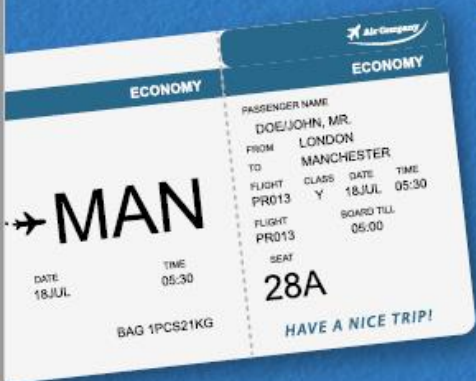 ECONOMY
MAN
DATE TIME
18JUL 05:30
BAG 1PCS21KG
Air Company
ECONOMY
PASSENGER NAME
DOE/JOHN, MR.
FROM LONDON
TO MANCHESTER
FLIGHT CLASS DATE TIME
PR013 Y 18JUL 05:30
FLIGHT BOARD TILL
PR013 05:00
SEAT
28A
HAVE A NICE TRIP!